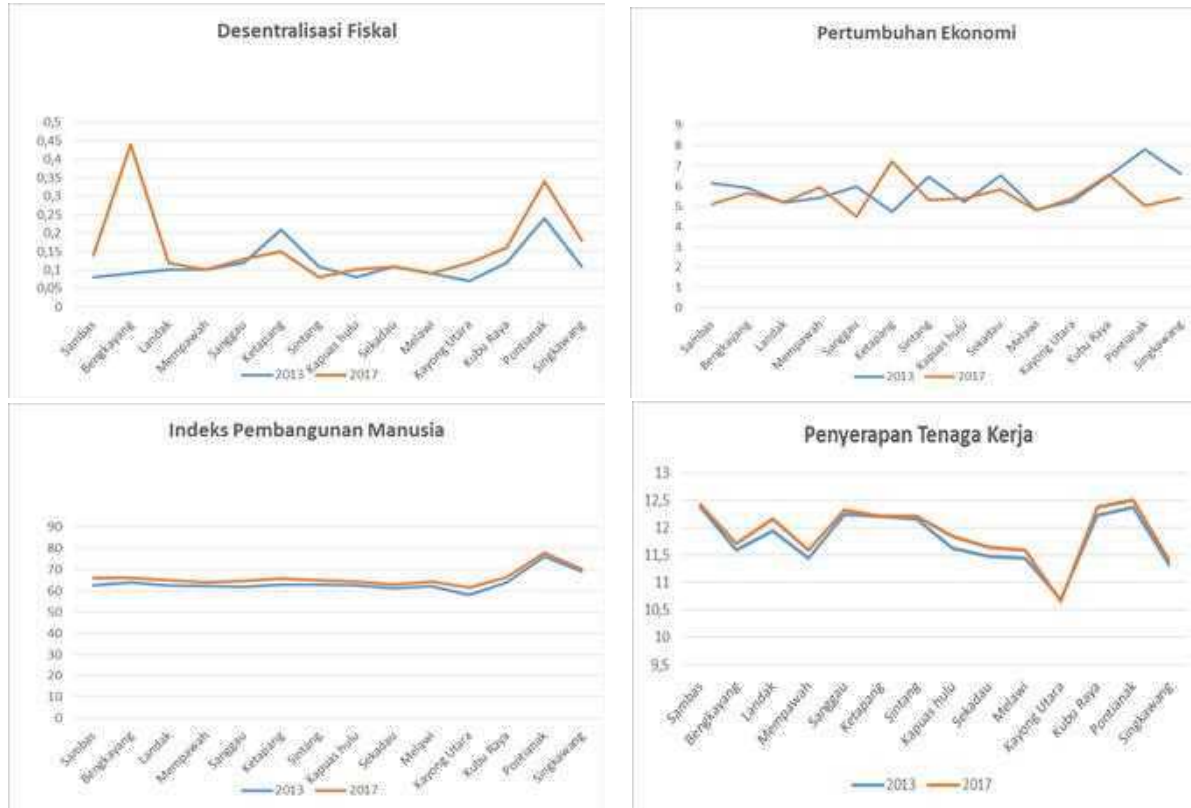 Desentralisasi Fiskal
0,5
0,45
0,4
0,35
0,3
0,25
0,2
0,15
0,1
0,05
0
Sambas
Bengkayang
Landak
Mempawah
Sanggau
Ketapang
Sintang
Kapuas hulu
Sekadau
Melawi
Kayong Utara
Kubu Raya
Pontianak
Singkawang
2013 2017
Pertumbuhan Ekonomi
9
8
7
6
5
4
3
2
1
0
Sambas
Bengkayang
Landak
Mempawah
Sanggau
Ketapang
Sintang
Kapuas hulu
Sekadau
Melawi
Kayong Utara
Kubu Raya
Pontianak
Singkawang
2013 2017
Indeks Pembangunan Manusia
90
80
70
60
50
40
30
20
10
0
Sambas
Bengkayang
Landak
Mempawah
Sanggau
Ketapang
Sintang
Kapuas hulu
Sekadau
Melawi
Kayong Utara
Kubu Raya
Pontianak
Singkawang
2013 2017
Penyerapan Tenaga Kerja
13
12,5
12
11,5
11
10,5
10
9,5
Sambas
Bengkayang
Landak
Mempawah
Sanggau
Ketapang
Sintang
Kapuas hulu
Sekadau
Melawi
Kayong Utara
Kubu Raya
Pontianak
Singkawang
2013 2017